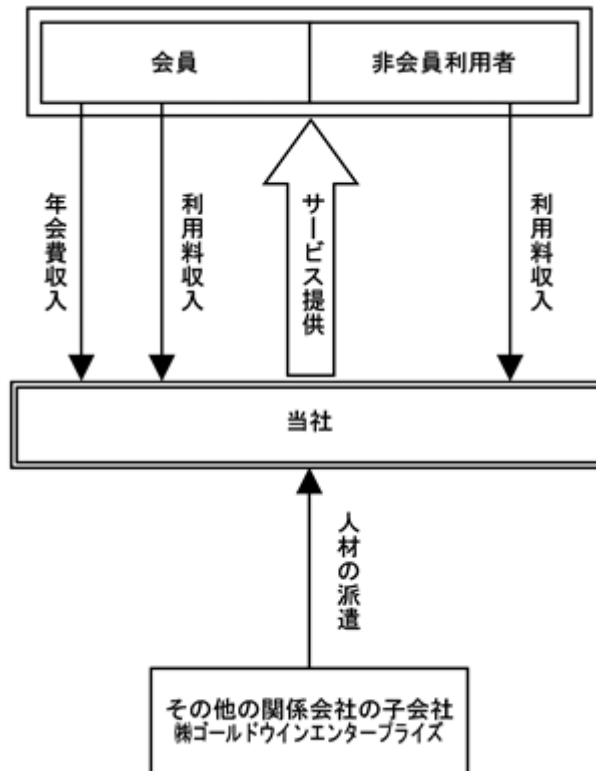 会員
非会員利用者
年会費収入
利用料収入
サービス提供
利用料収入
当社
人材の派遣
その他の関係会社の子会社
㈱ゴールドウインエンタープライズ